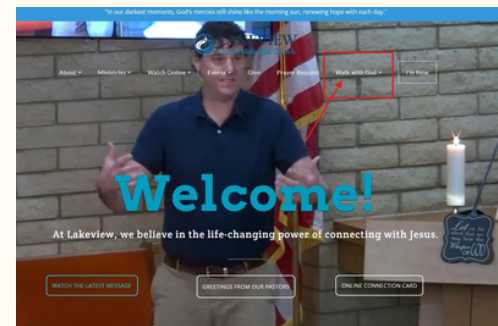 "In our darkest moments, God's mercies still shine like the morning sun, renewing hope with each day."
About Ministries Watch Online Events Give Prayer Request Walk with God I'm New
Welcome!
At Lakeview, we believe in the life-changing power of connecting with Jesus.
WATCH THE LATEST MESSAGE GREETINGS FROM OUR PASTORS ONLINE CONNECTION CARD
Let